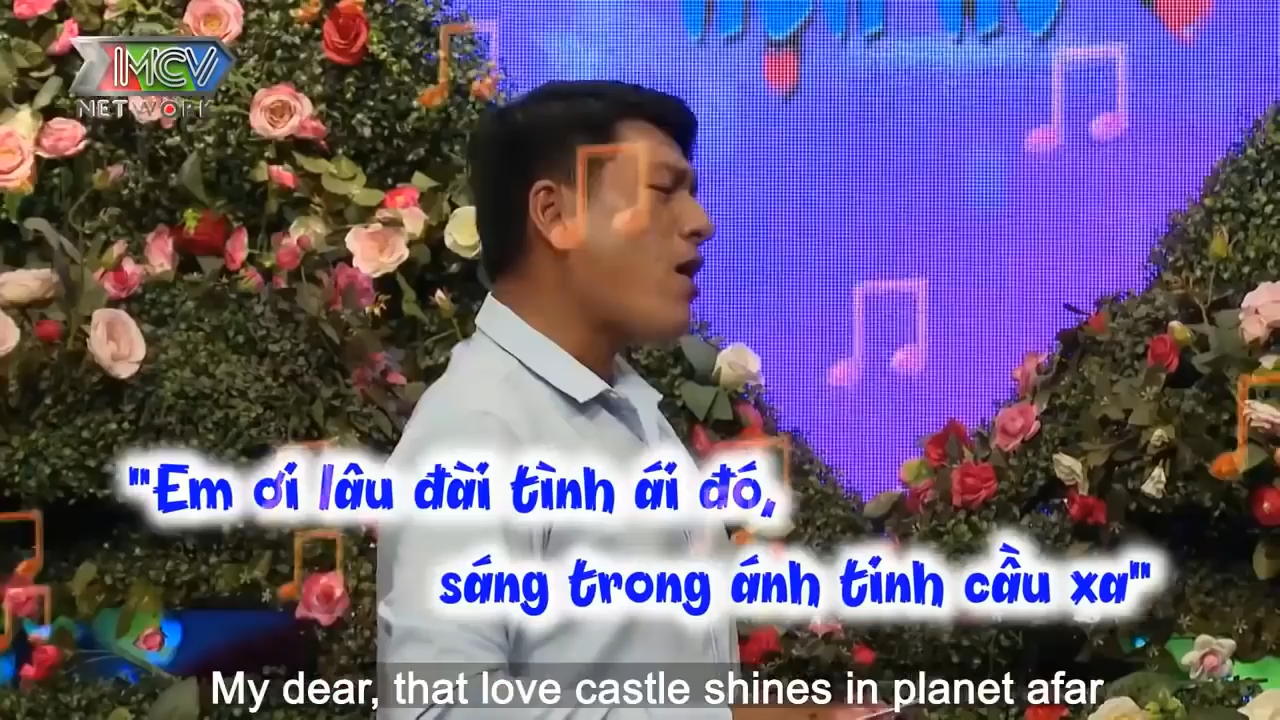 MCV
NETWORK
"Em ơi lâu đài tình ái đó,
sáng trong ánh tinh cầu xa"
My dear, that love castle shines in planet afar